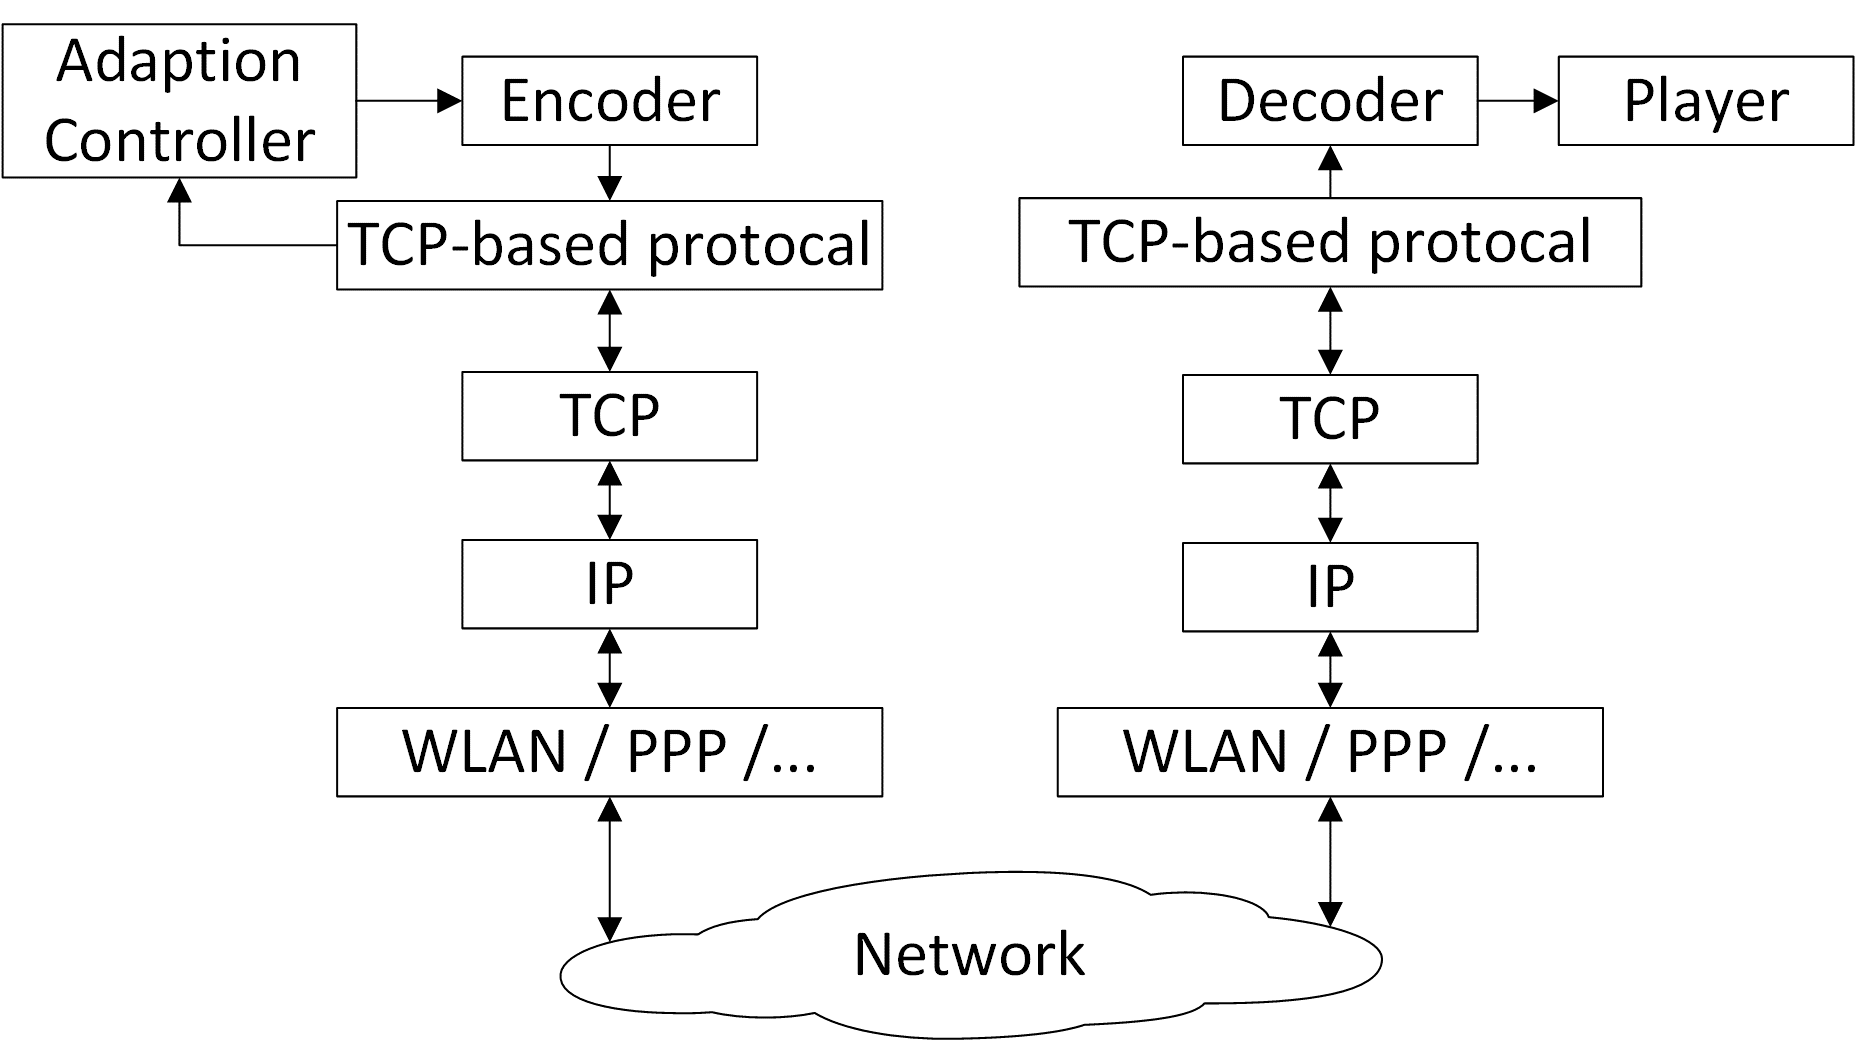 Adaption
Controller
Encoder
TCP-based protocal
TCP
IP
WLAN / PPP /...
Decoder
Player
TCP-based protocal
TCP
IP
WLAN / PPP /...
Network